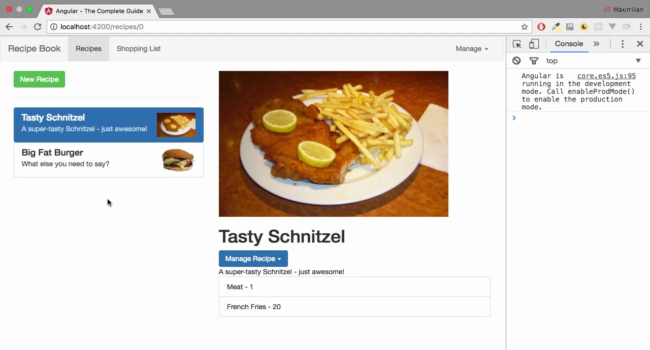 Angular - The Complete Guide
Maximilian
localhost:4200/recipes/0
Recipe Book
Recipes
Shopping List
Manage
New Recipe
Tasty Schnitzel
A super-tasty Schnitzel - just awesome!
Big Fat Burger
What else you need to say?
Tasty Schnitzel
Manage Recipe
A super-tasty Schnitzel - just awesome!
Meat - 1
French Fries - 20
Console
top
Angular is core.es5.js:95
running in the development
mode. Call enableProdMode()
to enable the production
mode.